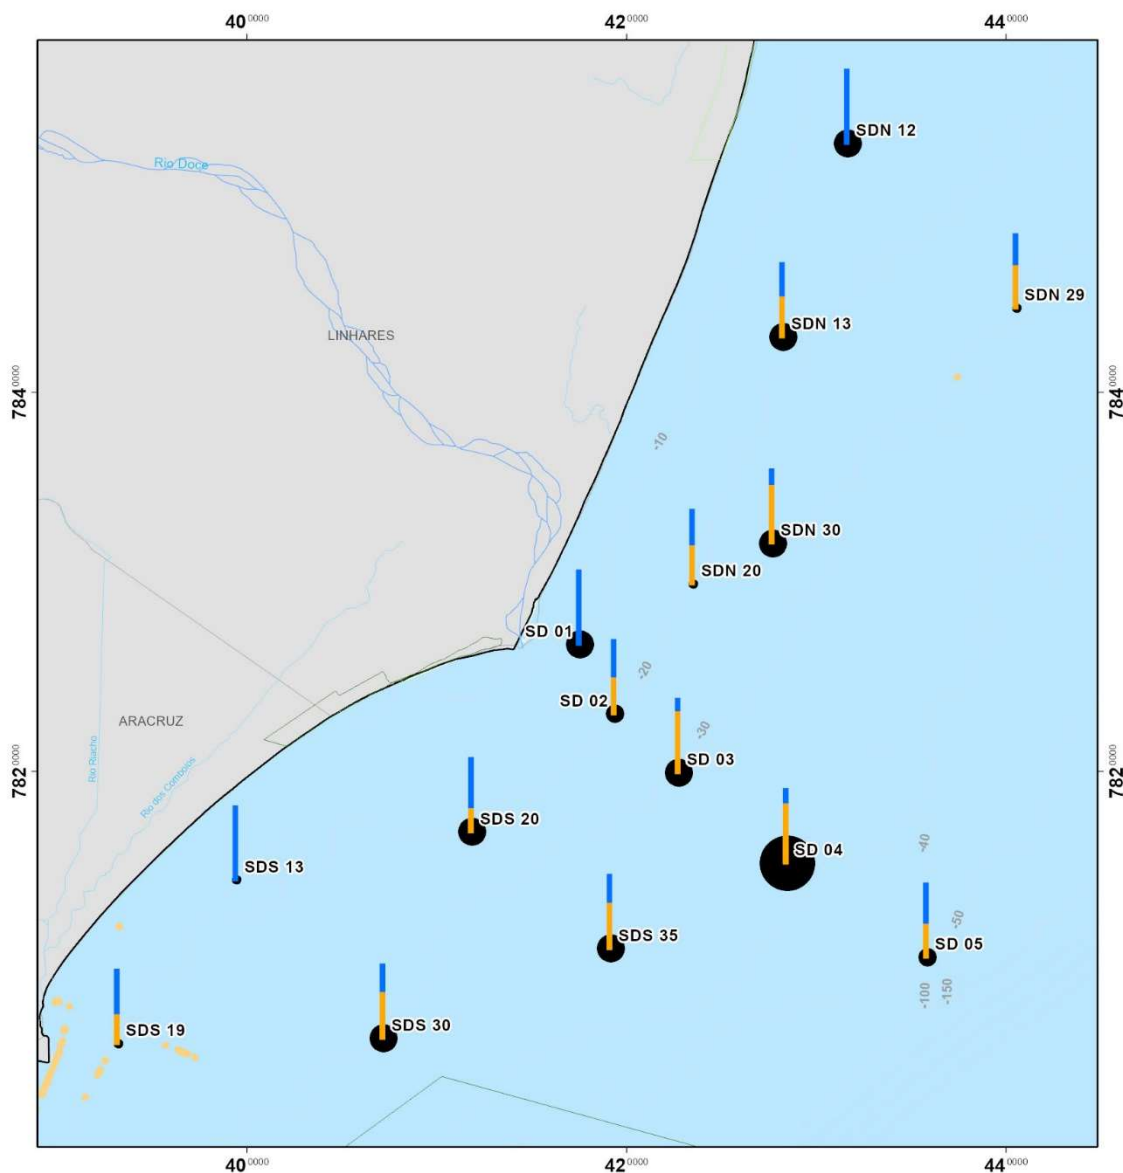 40⁰⁰⁰⁰ 42⁰⁰⁰⁰ 44⁰⁰⁰⁰
SDN 12
Rio Doce
SDN 29
SDN 13
LINHARES
784⁰⁰⁰⁰ 784⁰⁰⁰⁰
-10
SDN 30
SDN 20
SD 01
-20
SD 02
ARACRUZ
-30
Rio Riacho
SD 03
782⁰⁰⁰⁰ 782⁰⁰⁰⁰
Rio dos Comboios
SDS 20
SD 04
-40
SDS 13
-50
SDS 35
SD 05
-100
-150
SDS 19
SDS 30
40⁰⁰⁰⁰ 42⁰⁰⁰⁰ 44⁰⁰⁰⁰